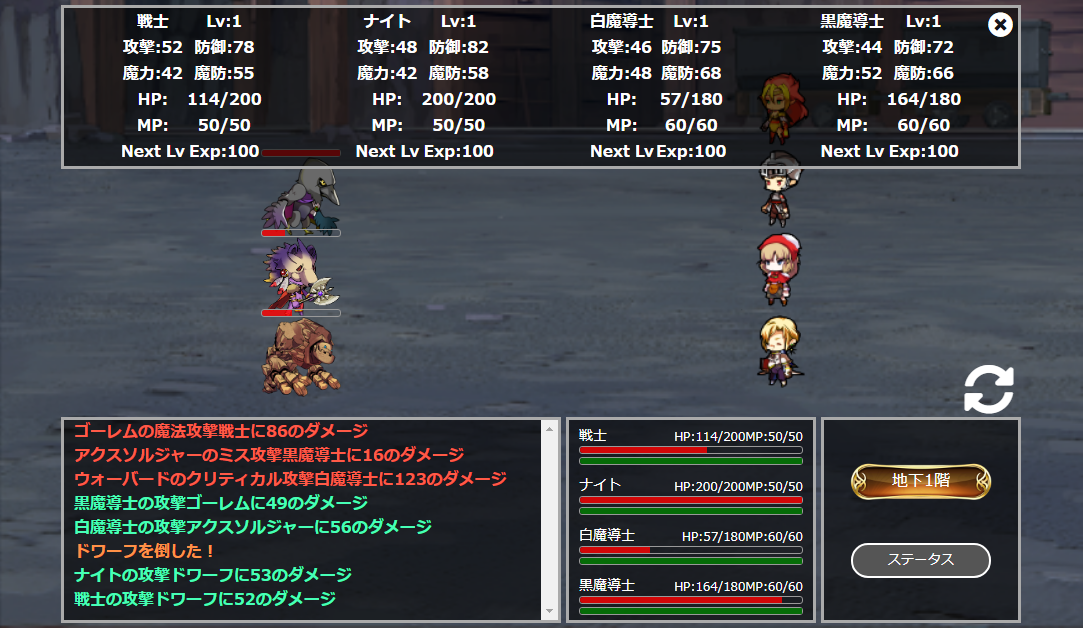 戦士 Lv:1 ナイト Lv:1 白魔導士 Lv:1 黒魔導士 Lv:1
攻撃:52 防御:78 攻撃:48 防御:82 攻撃:46 防御:75 攻撃:44 防御:72
魔力:42 魔防:55 魔力:42 魔防:58 魔力:48 魔防:68 魔力:52 魔防:66
HP: 114/200 HP: 200/200 HP: 57/180 HP: 164/180
MP: 50/50 MP: 50/50 MP: 60/60 MP: 60/60
Next Lv Exp:100 Next Lv Exp:100 Next Lv Exp:100 Next Lv Exp:100
ゴーレムの魔法攻撃戦士に86のダメージ
アクスソルジャーのミス攻撃黒魔導士に16のダメージ
ウォーバードのクリティカル攻撃白魔導士に123のダメージ
黒魔導士の攻撃ゴーレムに49のダメージ
白魔導士の攻撃アクスソルジャーに56のダメージ
ドワーフを倒した！
ナイトの攻撃ドワーフに53のダメージ
戦士の攻撃ドワーフに52のダメージ
戦士 HP:114/200MP:50/50
ナイト HP:200/200MP:50/50
白魔導士 HP:57/180MP:60/60
黒魔導士 HP:164/180MP:60/60
地下1階
ステータス